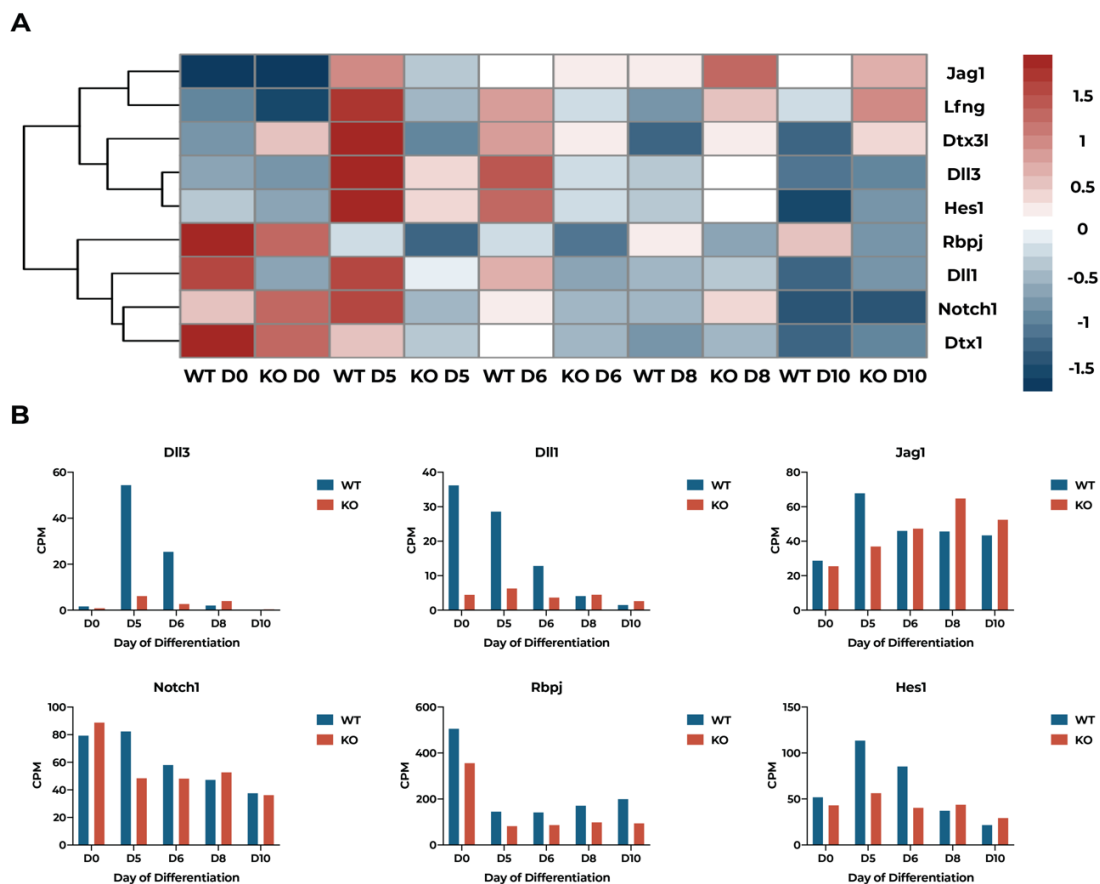 A
Jag1
Lfng
Dtx3l
Dll3
Hes1
Rbpj
Dll1
Notch1
Dtx1
WT D0 KO D0 WT D5 KO D5 WT D6 KO D6 WT D8 KO D8 WT D10 KO D10
1.5
1
0.5
0
-0.5
-1
-1.5
B
Dll3
60
40
20
0
CPM
D0 D5 D6 D8 D10
Day of Differentiation
WT
KO
Dll1
40
30
20
10
0
CPM
D0 D5 D6 D8 D10
Day of Differentiation
WT
KO
Jag1
80
60
40
20
0
CPM
D0 D5 D6 D8 D10
Day of Differentiation
WT
KO
Notch1
100
80
60
40
20
0
CPM
D0 D5 D6 D8 D10
Day of Differentiation
WT
KO
Rbpj
600
400
200
0
CPM
D0 D5 D6 D8 D10
Day of Differentiation
WT
KO
Hes1
150
100
50
0
CPM
D0 D5 D6 D8 D10
Day of Differentiation
WT
KO